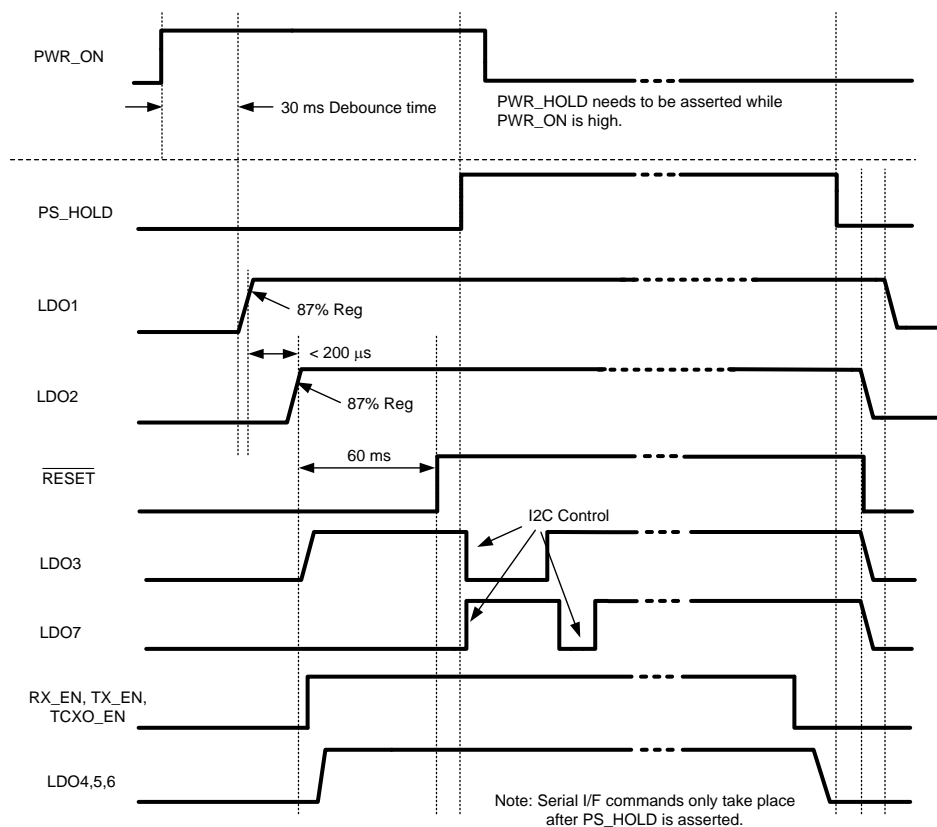 PWR_ON
30 ms Debounce time
PWR_HOLD needs to be asserted while
PWR_ON is high.
PS_HOLD
LDO1
87% Reg
< 200 μs
LDO2
87% Reg
60 ms
RESET
I2C Control
LDO3
LDO7
RX_EN, TX_EN,
TCXO_EN
LDO4,5,6
Note: Serial I/F commands only take place
after PS_HOLD is asserted.